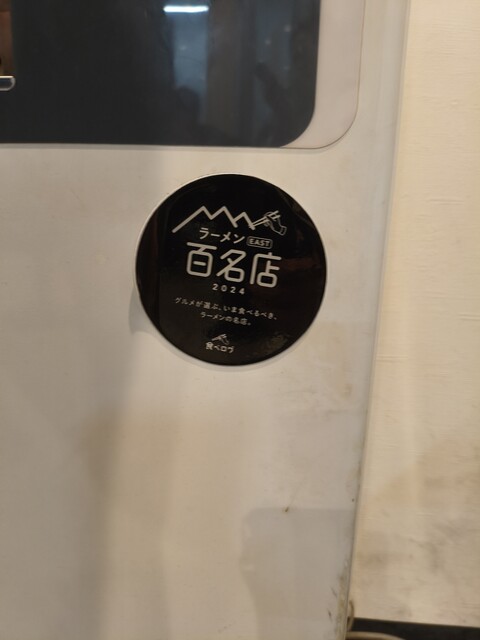 ラーメン EAST
百名店
2024
グルメが選ぶ、いま食べるべき、
ラーメンの名店。
食べログ